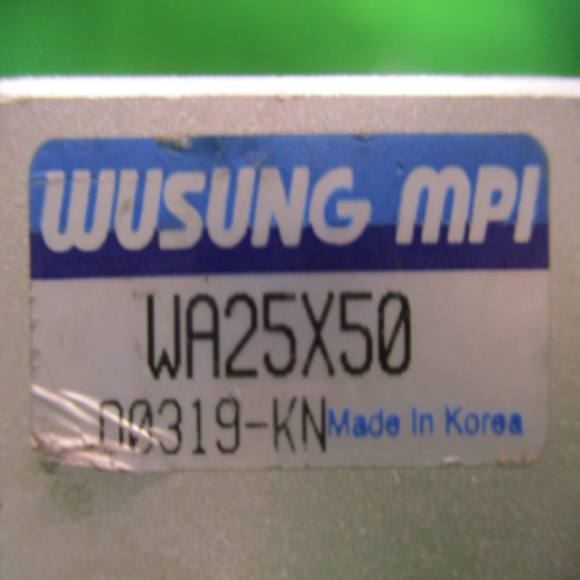 WUSUNG MPI
WA25X50
00319-KN Made In Korea